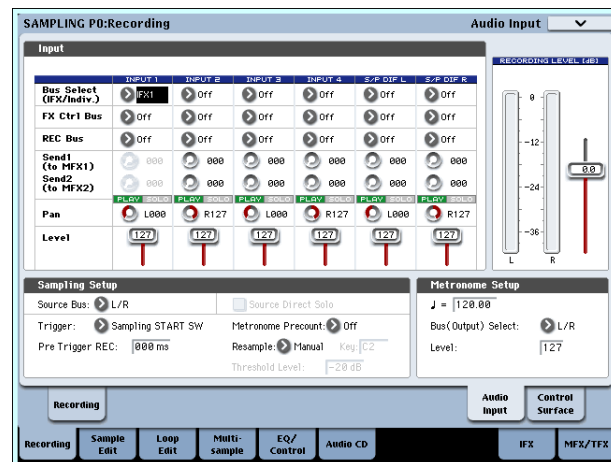 SAMPLING P0:Recording Audio Input
Input
RECORDING LEVEL [dB]
INPUT 1 INPUT 2 INPUT 3 INPUT 4 S/P DIF L S/P DIF R
Bus Select
(IFX/Indiv.) IFX1 Off Off Off Off Off
FX Ctrl Bus Off Off Off Off Off Off
REC Bus Off Off Off Off Off Off
Send1
(to MFX1) 000 000 000 000 000 000
Send2
(to MFX2) 000 000 000 000 000 000
PLAY SOLO PLAY SOLO PLAY SOLO PLAY SOLO PLAY SOLO PLAY SOLO
Pan L000 R127 L000 R127 L000 R127
Level 127 127 127 127 127 127
0
-12
-24
-36
0.0
L R
Sampling Setup
Source Bus: L/R Source Direct Solo
Trigger: Sampling START SW Metronome Precount: Off
Pre Trigger REC: 000 ms Resample: Manual Key: C2
Threshold Level: -20 dB
Metronome Setup
♩ = 120.00
Bus(Output) Select: L/R
Level: 127
Recording Audio Input Control Surface
Recording Sample Edit Loop Edit Multi-sample EQ/Control Audio CD IFX MFX/TFX